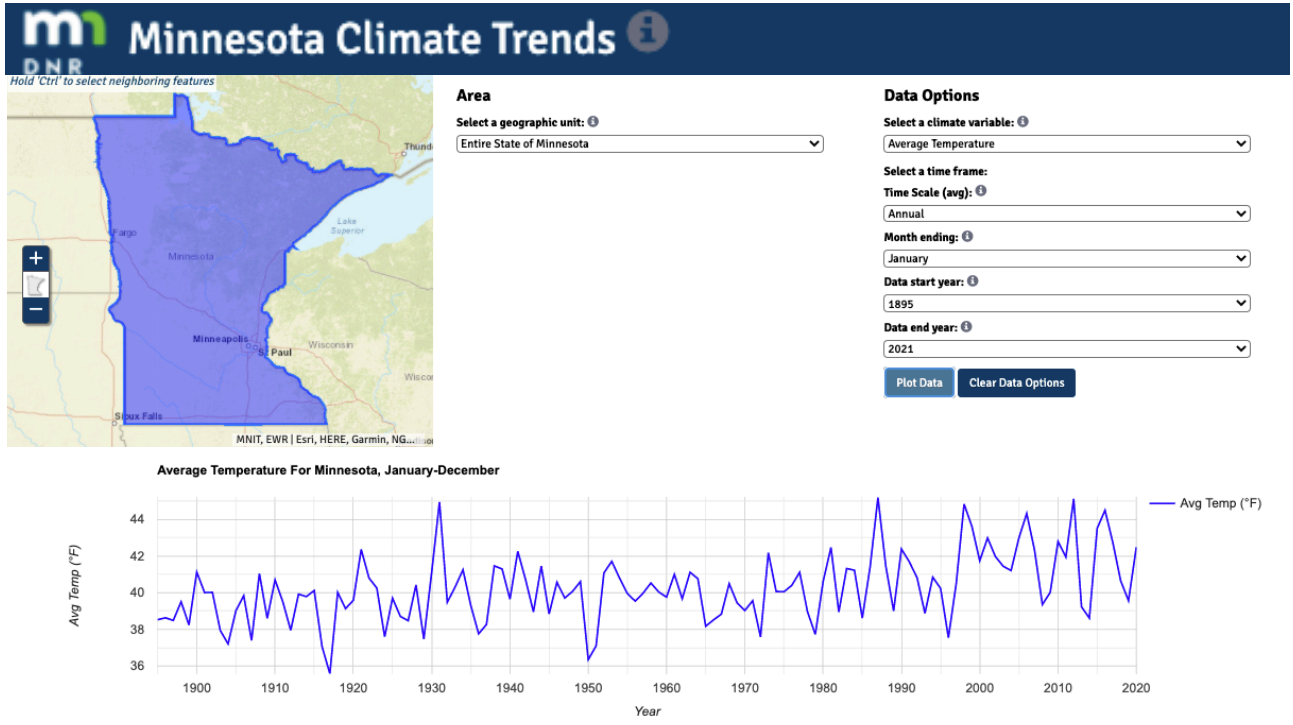 mn
DNR
Minnesota Climate Trends i
Hold 'Ctrl' to select neighboring features
Thund
Lake
Superior
Fargo
Minnesota
+
−
Minneapolis
St Paul
Wisconsin
Wiscon
Sioux Falls
MNIT, EWR | Esri, HERE, Garmin, NG...
Area
Select a geographic unit: i
Entire State of Minnesota
Data Options
Select a climate variable: i
Average Temperature
Select a time frame:
Time Scale (avg): i
Annual
Month ending: i
January
Data start year: i
1895
Data end year: i
2021
Plot Data Clear Data Options
Average Temperature For Minnesota, January-December
Avg Temp (°F)
Avg Temp (°F)
44
42
40
38
36
1900 1910 1920 1930 1940 1950 1960 1970 1980 1990 2000 2010 2020
Year